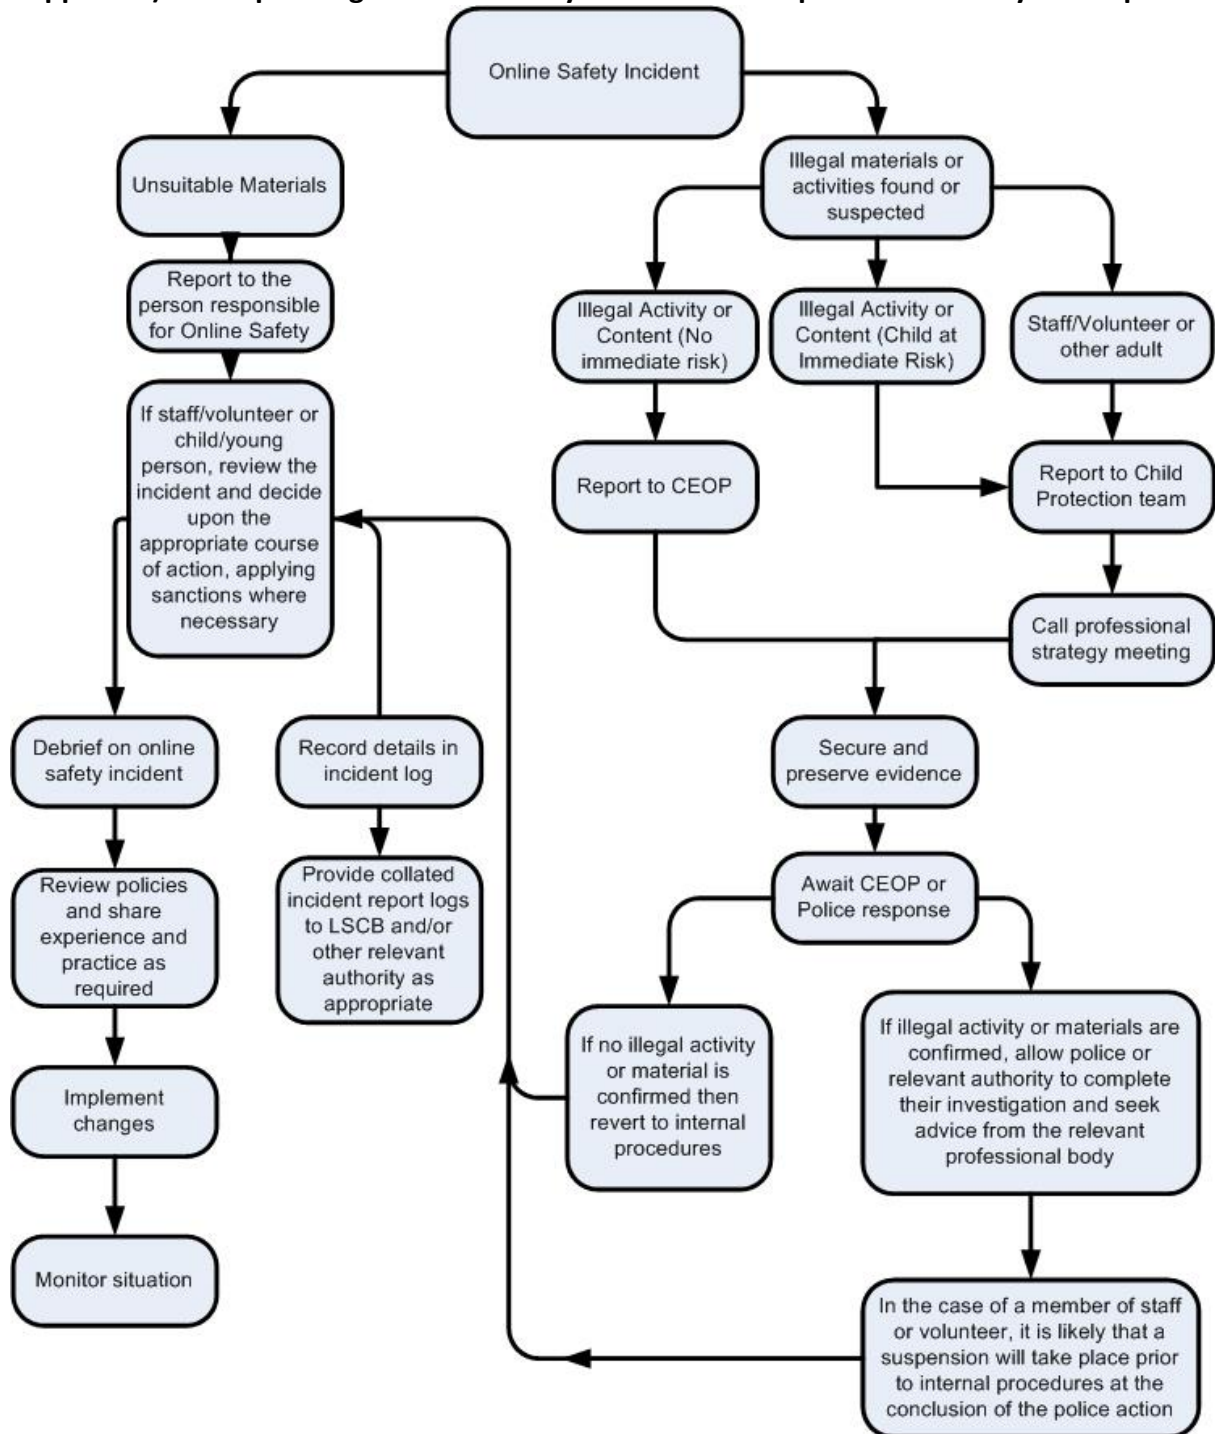 Online Safety Incident
Unsuitable Materials
Illegal materials or
activities found or
suspected
Report to the
person responsible
for Online Safety
Illegal Activity or
Content (No
immediate risk)
Illegal Activity or
Content (Child at
Immediate Risk)
Staff/Volunteer or
other adult
If staff/volunteer or
child/young
person, review the
incident and decide
upon the
appropriate course
of action, applying
sanctions where
necessary
Report to CEOP
Report to Child
Protection team
Call professional
strategy meeting
Debrief on online
safety incident
Record details in
incident log
Secure and
preserve evidence
Review policies
and share
experience and
practice as
required
Provide collated
incident report logs
to LSCB and/or
other relevant
authority as
appropriate
Await CEOP or
Police response
If no illegal activity
or material is
confirmed then
revert to internal
procedures
If illegal activity or materials are
confirmed, allow police or
relevant authority to complete
their investigation and seek
advice from the relevant
professional body
Implement
changes
Monitor situation
In the case of a member of staff
or volunteer, it is likely that a
suspension will take place prior
to internal procedures at the
conclusion of the police action